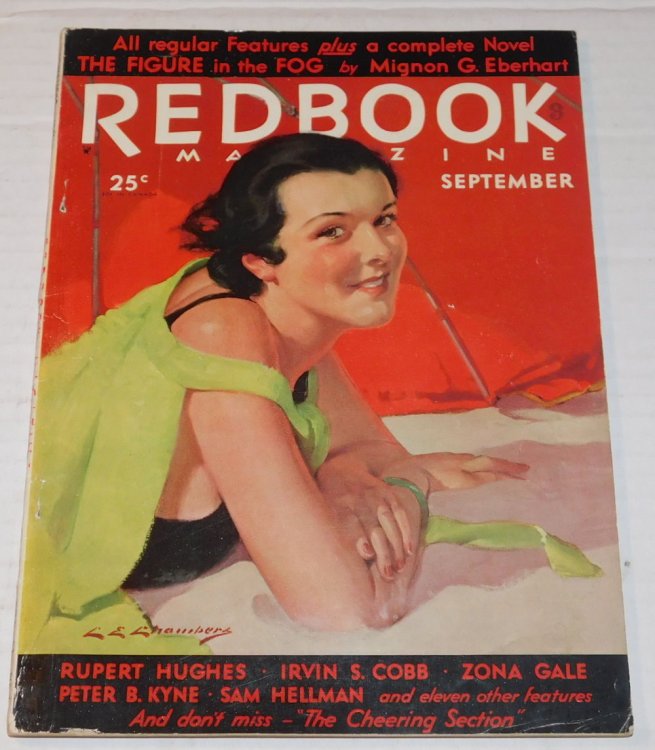 All regular Features plus a complete Novel
THE FIGURE in the FOG by Mignon G. Eberhart
REDBOOK
MAGAZINE
25c
SEPTEMBER
C E Chambers
RUPERT HUGHES · IRVIN S. COBB · ZONA GALE
PETER B. KYNE · SAM HELLMAN and eleven other features
And don't miss – "The Cheering Section"